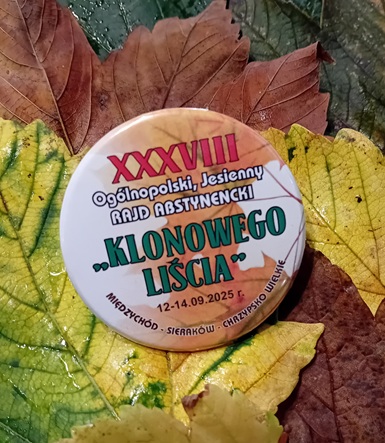 XXXVIII
Ogólnopolski, Jesienny
RAJD ABSTYNENCKI
„KLONOWEGO
LIŚCIA”
12-14.09.2025 r.
MIĘDZYCHÓD - SIERAKÓW - CHRZYPSKO WIELKIE